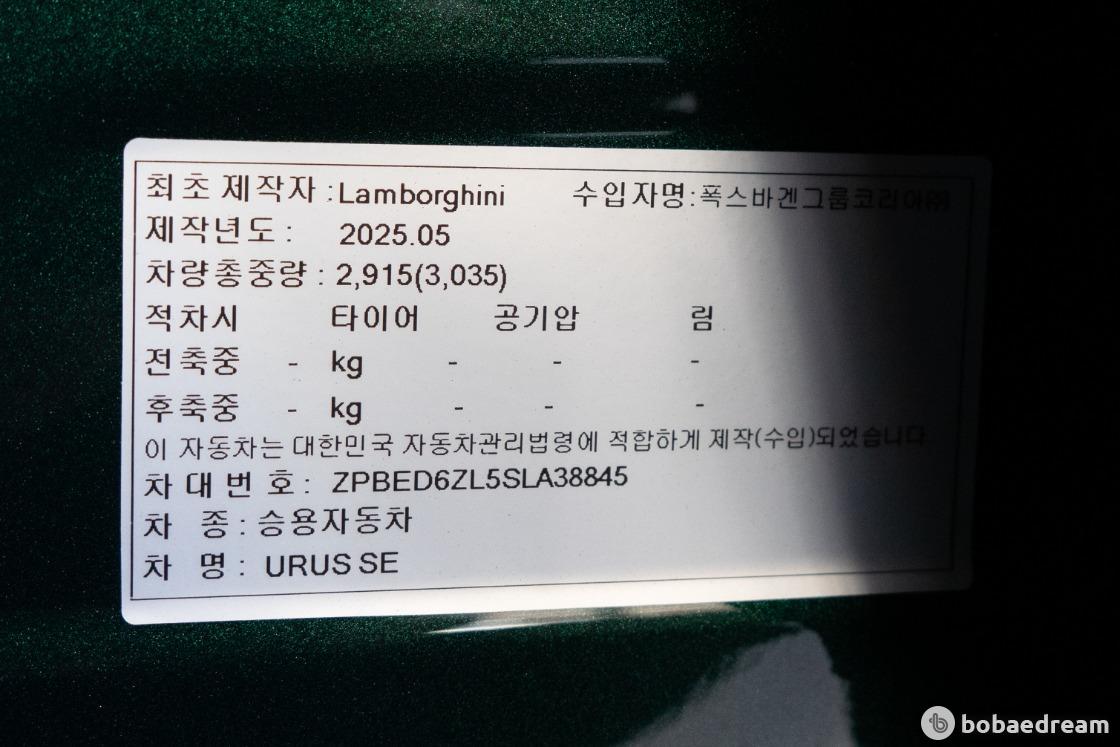 최초제작자 : Lamborghini 수입자명 : 폭스바겐그룹코리아㈜
제작년도 : 2025.05
차량총중량 : 2,915(3,035)
적차시 타이어 공기압 림
전축중 - kg - - -
후축중 - kg - - -
이 자동차는 대한민국 자동차관리법령에 적합하게 제작(수입)되었습니다
차대번호 : ZPBED6ZL5SLA38845
차 종 : 승용자동차
차 명 : URUS SE
bobaedream